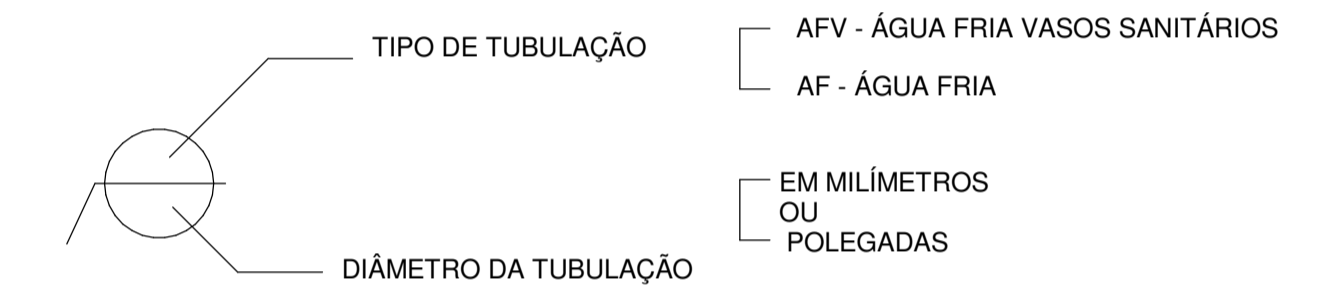 TIPO DE TUBULAÇÃO
AFV - ÁGUA FRIA VASOS SANITÁRIOS
AF - ÁGUA FRIA
DIÂMETRO DA TUBULAÇÃO
EM MILÍMETROS
OU
POLEGADAS